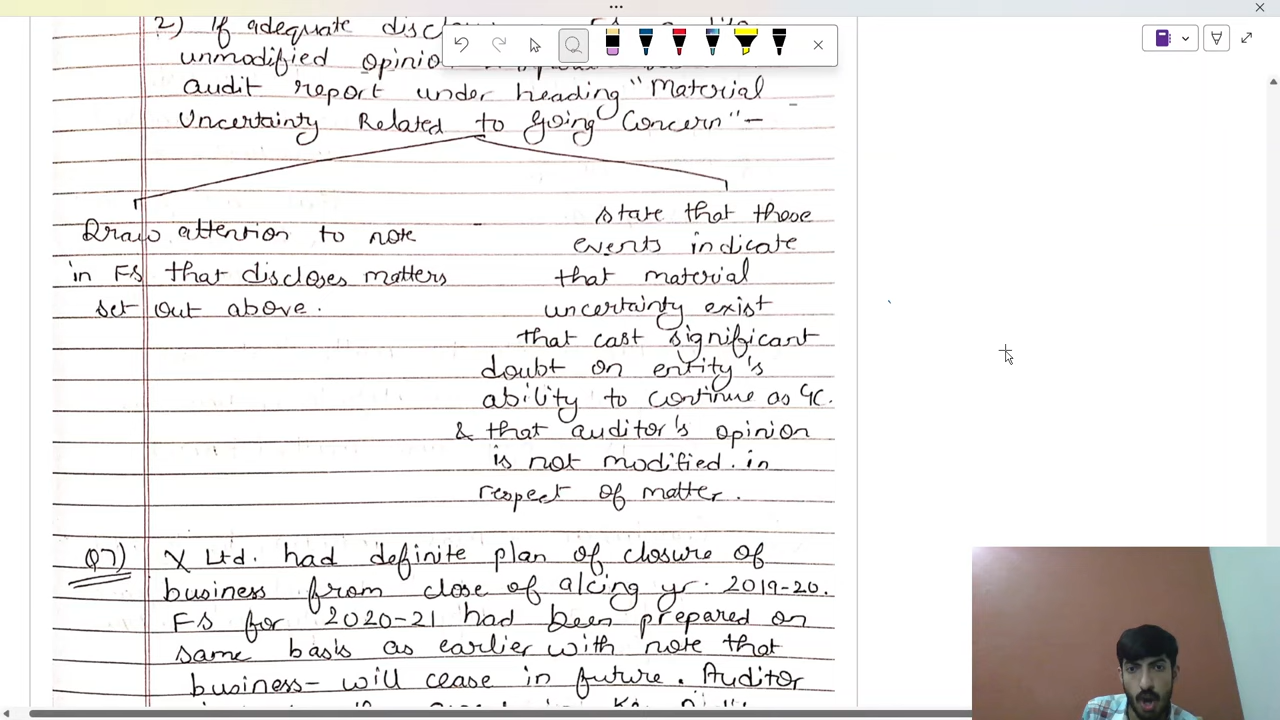 2) If adequate
unmodified opinio
audit report under heading "Material
Uncertainty Related to Going Concern" -
Draw attention to note
in FS that discloses matters
set out above.
state that those
events indicate
that material
uncertainty exist
that cast significant
doubt on entity's
ability to continue as GC.
& that auditor's opinion
is not modified. in
respect of matter.
Q7) X Ltd. had definite plan of closure of
business from close of a/cing yr. 2019-20.
FS for 2020-21 had been prepared on
same basis as earlier with note that
business - will cease in future. Auditor